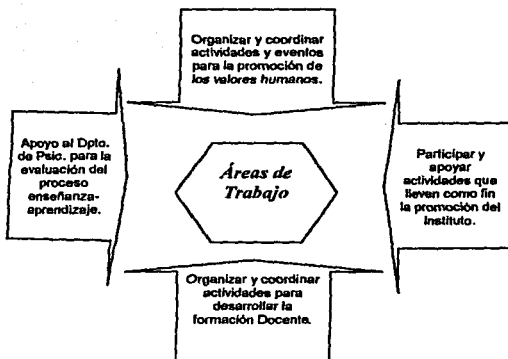 Organizar y coordinar
actividades y eventos
para la promoción de
los valores humanos.
Apoyo al Dpto.
de Psic. para la
evaluación del
proceso
enseñanza-
aprendizaje.
Áreas de
Trabajo
Participar y
apoyar
actividades que
lleven como fin
la promoción del
Instituto.
Organizar y coordinar
actividades para
desarrollar la
formación Docente.